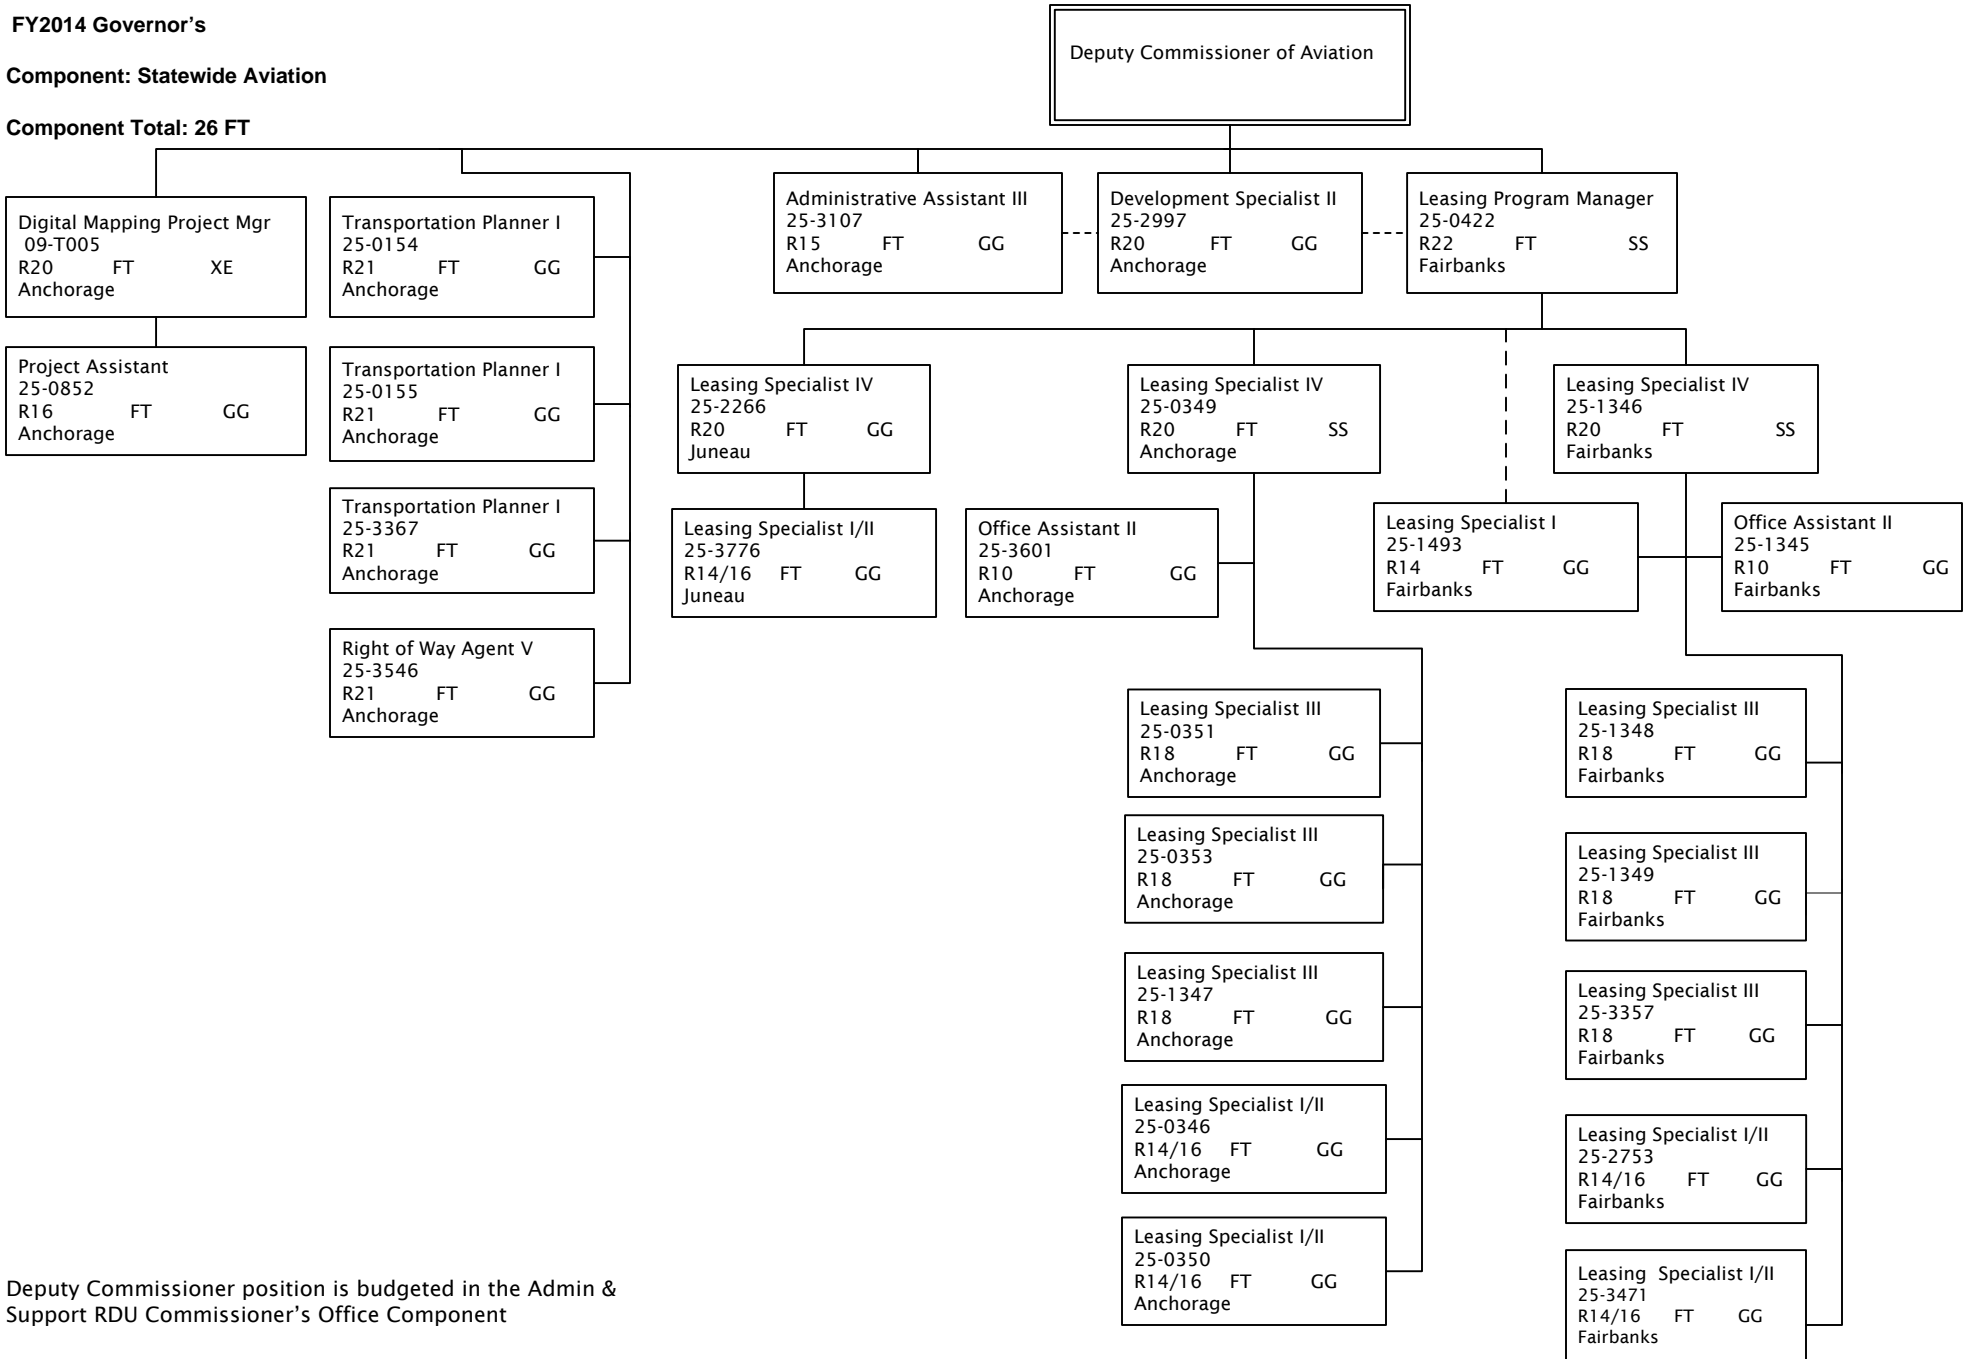 FY2014 Governor's
Component: Statewide Aviation
Component Total: 26 FT
Deputy Commissioner of Aviation
Digital Mapping Project Mgr
09-T005
R20 FT XE
Anchorage
Project Assistant
25-0852
R16 FT GG
Anchorage
Transportation Planner I
25-0154
R21 FT GG
Anchorage
Transportation Planner I
25-0155
R21 FT GG
Anchorage
Transportation Planner I
25-3367
R21 FT GG
Anchorage
Right of Way Agent V
25-3546
R21 FT GG
Anchorage
Administrative Assistant III
25-3107
R15 FT GG
Anchorage
Development Specialist II
25-2997
R20 FT GG
Anchorage
Leasing Program Manager
25-0422
R22 FT SS
Fairbanks
Leasing Specialist IV
25-2266
R20 FT GG
Juneau
Leasing Specialist I/II
25-3776
R14/16 FT GG
Juneau
Leasing Specialist IV
25-0349
R20 FT SS
Anchorage
Office Assistant II
25-3601
R10 FT GG
Anchorage
Leasing Specialist III
25-0351
R18 FT GG
Anchorage
Leasing Specialist III
25-0353
R18 FT GG
Anchorage
Leasing Specialist III
25-1347
R18 FT GG
Anchorage
Leasing Specialist I/II
25-0346
R14/16 FT GG
Anchorage
Leasing Specialist I/II
25-0350
R14/16 FT GG
Anchorage
Leasing Specialist IV
25-1346
R20 FT SS
Fairbanks
Leasing Specialist I
25-1493
R14 FT GG
Fairbanks
Office Assistant II
25-1345
R10 FT GG
Fairbanks
Leasing Specialist III
25-1348
R18 FT GG
Fairbanks
Leasing Specialist III
25-1349
R18 FT GG
Fairbanks
Leasing Specialist III
25-3357
R18 FT GG
Fairbanks
Leasing Specialist I/II
25-2753
R14/16 FT GG
Fairbanks
Leasing Specialist I/II
25-3471
R14/16 FT GG
Fairbanks
Deputy Commissioner position is budgeted in the Admin &
Support RDU Commissioner's Office Component